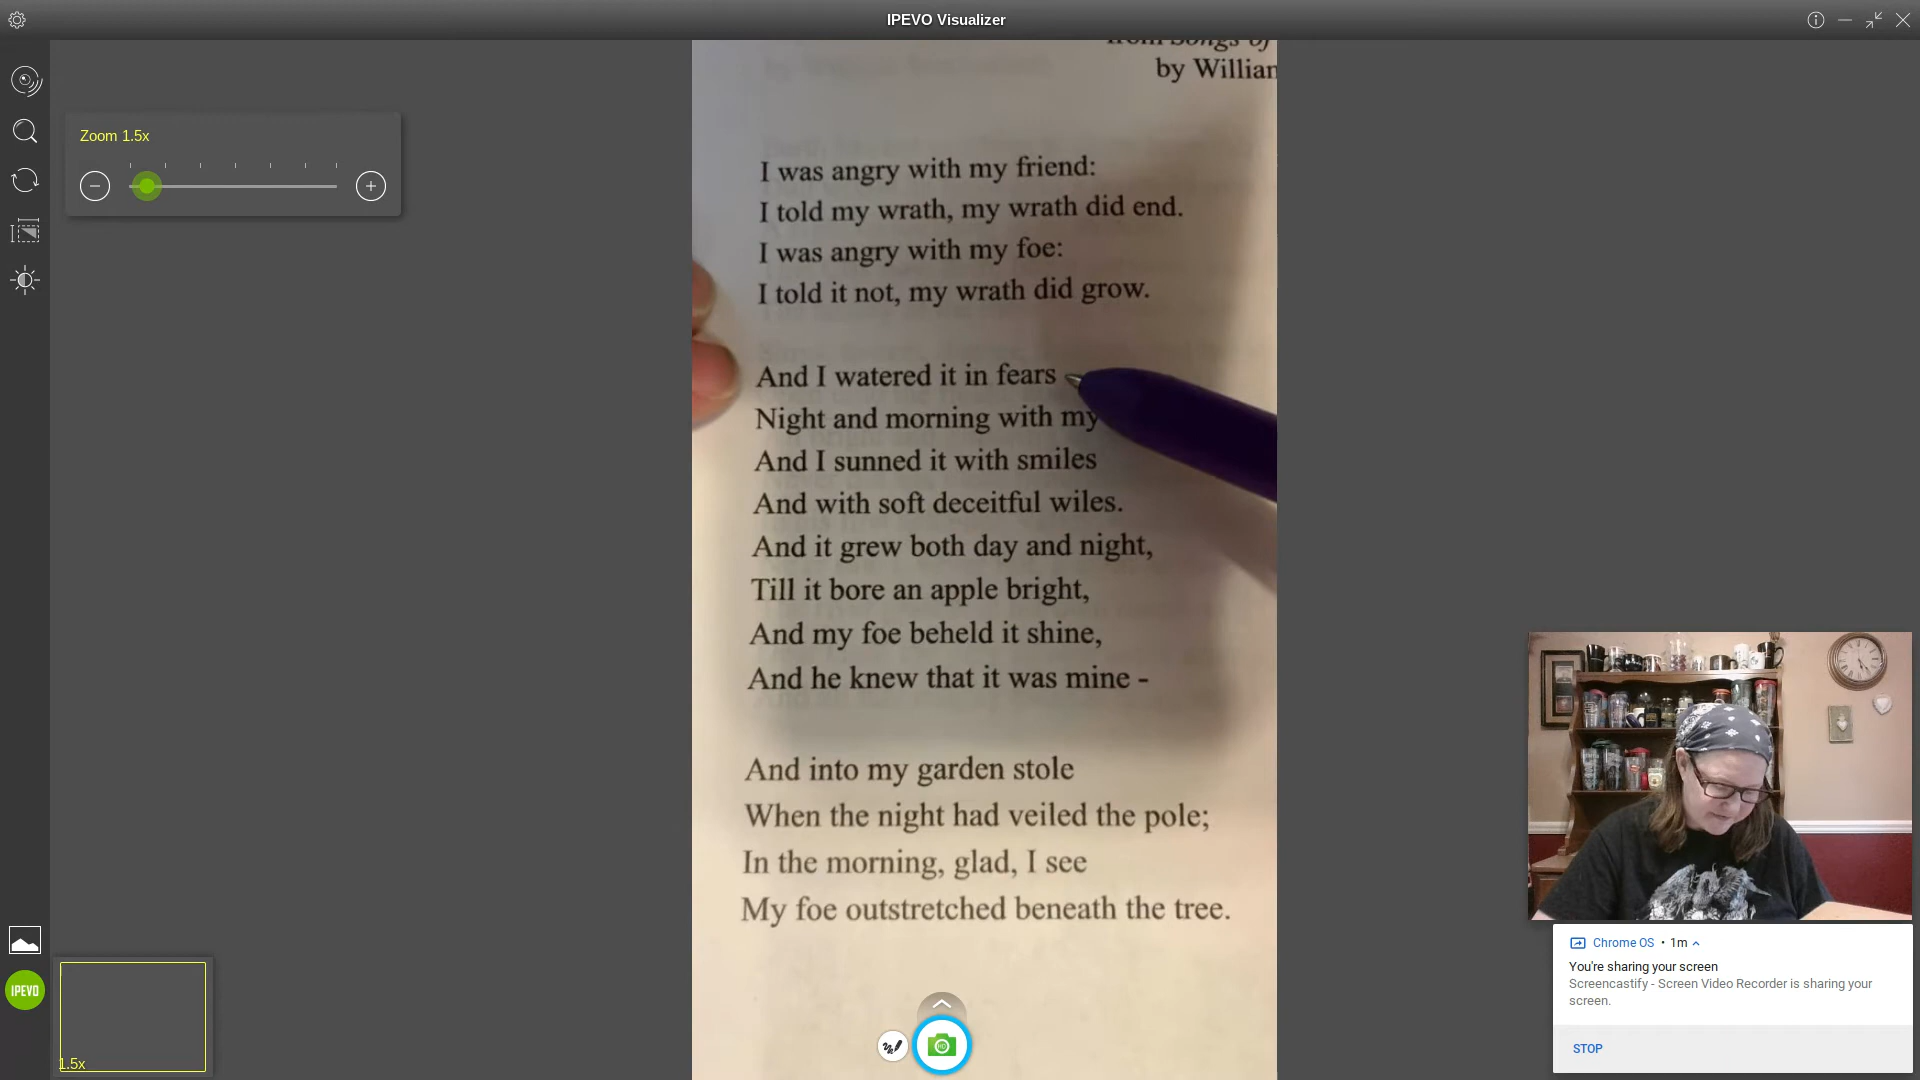 IPEVO Visualizer
from Songs of
by William
Zoom 1.5x
I was angry with my friend:
I told my wrath, my wrath did end.
I was angry with my foe:
I told it not, my wrath did grow.
And I watered it in fears
Night and morning with my
And I sunned it with smiles
And with soft deceitful wiles.
And it grew both day and night,
Till it bore an apple bright,
And my foe beheld it shine,
And he knew that it was mine -
And into my garden stole
When the night had veiled the pole;
In the morning, glad, I see
My foe outstretched beneath the tree.
IPEVO
1.5x
HD
Chrome OS • 1m
You're sharing your screen
Screencastify - Screen Video Recorder is sharing your
screen.
STOP